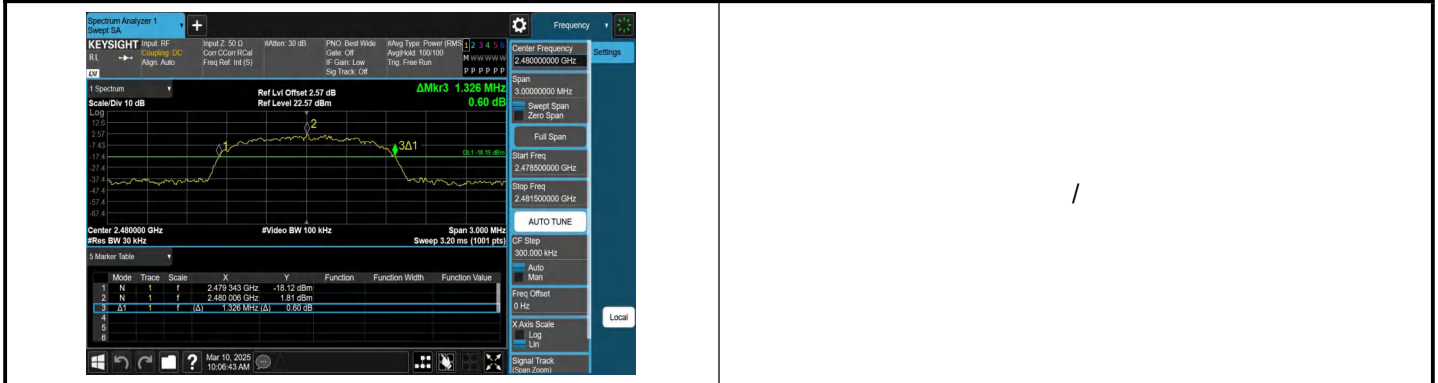 Spectrum Analyzer 1
Swept SA
+
Frequency
KEYSIGHT Input: RF Input Z: 50 Ω #Atten: 30 dB PNO: Best Wide #Avg Type: Power (RMS 1 2 3 4 5 6
RL Coupling: DC Corr CCorr RCal Gate: Off Avg|Hold: 100/100 M W W W W W
Align: Auto Freq Ref: Int (S) IF Gain: Low Trig: Free Run
Sig Track: Off P P P P P P
LXI
1 Spectrum
Scale/Div 10 dB
Ref Lvl Offset 2.57 dB
Ref Level 22.57 dBm
ΔMkr3 1.326 MHz
0.60 dB
Log
12.6
2.57
-7.43
-17.4
-27.4
-37.4
-47.4
-57.4
-67.4
1
2
3Δ1
DL1 -18.19 dBm
Center 2.480000 GHz #Video BW 100 kHz Span 3.000 MHz
#Res BW 30 kHz Sweep 3.20 ms (1001 pts)
5 Marker Table
Mode Trace Scale X Y Function Function Width Function Value
1 N 1 f 2.479 343 GHz -18.12 dBm
2 N 1 f 2.480 006 GHz 1.81 dBm
3 Δ1 1 f (Δ) 1.326 MHz (Δ) 0.60 dB
4
5
6
Mar 10, 2025
10:06:43 AM
?
Center Frequency
2.480000000 GHz
Settings
Span
3.00000000 MHz
Swept Span
Zero Span
Full Span
Start Freq
2.478500000 GHz
Stop Freq
2.481500000 GHz
AUTO TUNE
CF Step
300.000 kHz
Auto
Man
Freq Offset
0 Hz
X Axis Scale
Log
Lin
Signal Track
(Span Zoom)
Local
/